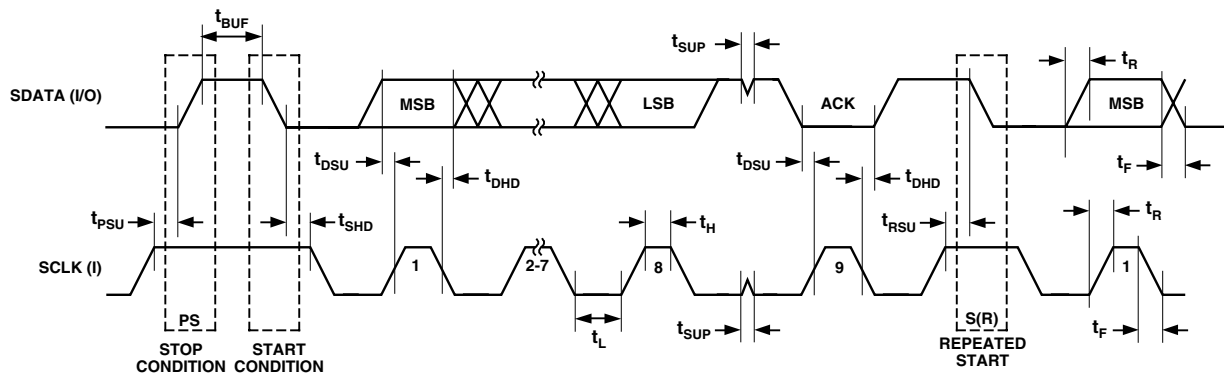 tBUF
tSUP
tR
SDATA (I/O)
MSB
LSB
ACK
MSB
tDSU
tDHD
tDSU
tDHD
tF
tPSU
tSHD
tH
tRSU
tR
SCLK (I)
1
2-7
8
9
1
PS
tL
tSUP
S(R)
tF
STOP
CONDITION
START
CONDITION
REPEATED
START